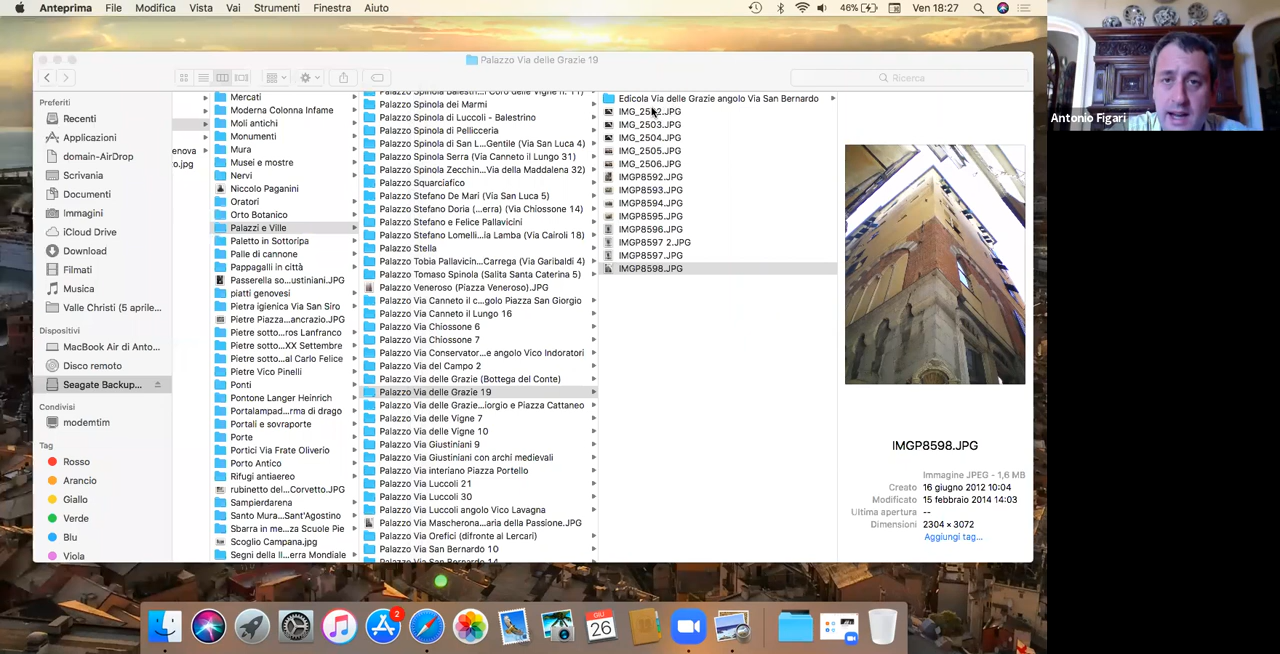 Anteprima File Modifica Vista Vai Strumenti Finestra Aiuto 46% Ven 18:27
Palazzo Via delle Grazie 19
Ricerca
Preferiti
Recenti
Applicazioni
domain-AirDrop
Scrivania
Documenti
Immagini
iCloud Drive
Download
Filmati
Musica
Valle Christi (5 aprile...
Dispositivi
MacBook Air di Anto...
Disco remoto
Seagate Backup...
Condivisi
modemtim
Tag
Rosso
Arancio
Giallo
Verde
Blu
Viola
enova
o.jpg
Mercati
Moderna Colonna Infame
Moli antichi
Monumenti
Mura
Musei e mostre
Nervi
Niccolo Paganini
Oratori
Orto Botanico
Palazzi e Ville
Paletto in Sottoripa
Palle di cannone
Pappagalli in città
Passerella so...ustiniani.JPG
piatti genovesi
Pietra igienica Via San Siro
Pietre Piazza...ancrazio.JPG
Pietre sotto...ros Lanfranco
Pietre sotto...XX Settembre
Pietre sotto...al Carlo Felice
Pietre Vico Pinelli
Ponti
Pontone Langer Heinrich
Portalampad...rma di drago
Portali e sovraporte
Porte
Portici Via Frate Oliverio
Porto Antico
Rifugi antiaereo
rubinetto del...Corvetto.JPG
Sampierdarena
Santo Mura...Sant'Agostino
Sbarra in me...za Scuole Pie
Scoglio Campana.jpg
Segni della II...erra Mondiale
Palazzo Spinola dei Marmi
Palazzo Spinola di Luccoli - Balestrino
Palazzo Spinola di Pellicceria
Palazzo Spinola di San L...Gentile (Via San Luca 4)
Palazzo Spinola Serra (Via Canneto il Lungo 31)
Palazzo Spinola Zecchin...Via della Maddalena 32)
Palazzo Squarciafico
Palazzo Stefano De Mari (Via San Luca 5)
Palazzo Stefano Doria (...erra) (Via Chiossone 14)
Palazzo Stefano e Felice Pallavicini
Palazzo Stefano Lomelli...ia Lamba (Via Cairoli 18)
Palazzo Stella
Palazzo Tobia Pallavicin...Carrega (Via Garibaldi 4)
Palazzo Tomaso Spinola (Salita Santa Caterina 5)
Palazzo Veneroso (Piazza Veneroso).JPG
Palazzo Via Canneto il c...golo Piazza San Giorgio
Palazzo Via Canneto il Lungo 16
Palazzo Via Chiossone 6
Palazzo Via Chiossone 7
Palazzo Via Conservator...e angolo Vico Indoratori
Palazzo Via del Campo 2
Palazzo Via delle Grazie (Bottega del Conte)
Palazzo Via delle Grazie 19
Palazzo Via delle Grazie...iorgio e Piazza Cattaneo
Palazzo Via delle Vigne 7
Palazzo Via delle Vigne 10
Palazzo Via Giustiniani 9
Palazzo Via Giustiniani con archi medievali
Palazzo Via interiano Piazza Portello
Palazzo Via Luccoli 21
Palazzo Via Luccoli 30
Palazzo Via Luccoli angolo Vico Lavagna
Palazzo Via Mascherona...aria della Passione.JPG
Palazzo Via Orefici (difronte al Lercari)
Palazzo Via San Bernardo 10
Palazzo Via San Bernardo 14
Edicola Via delle Grazie angolo Via San Bernardo
IMG_2502.JPG
IMG_2503.JPG
IMG_2504.JPG
IMG_2505.JPG
IMG_2506.JPG
IMGP8592.JPG
IMGP8593.JPG
IMGP8594.JPG
IMGP8595.JPG
IMGP8596.JPG
IMGP8597 2.JPG
IMGP8597.JPG
IMGP8598.JPG
IMGP8598.JPG
Immagine JPEG - 1,6 MB
Creato 16 giugno 2012 10:04
Modificato 15 febbraio 2014 14:03
Ultima apertura --
Dimensioni 2304 × 3072
Aggiungi tag...
Antonio Figari
2
GIU
26